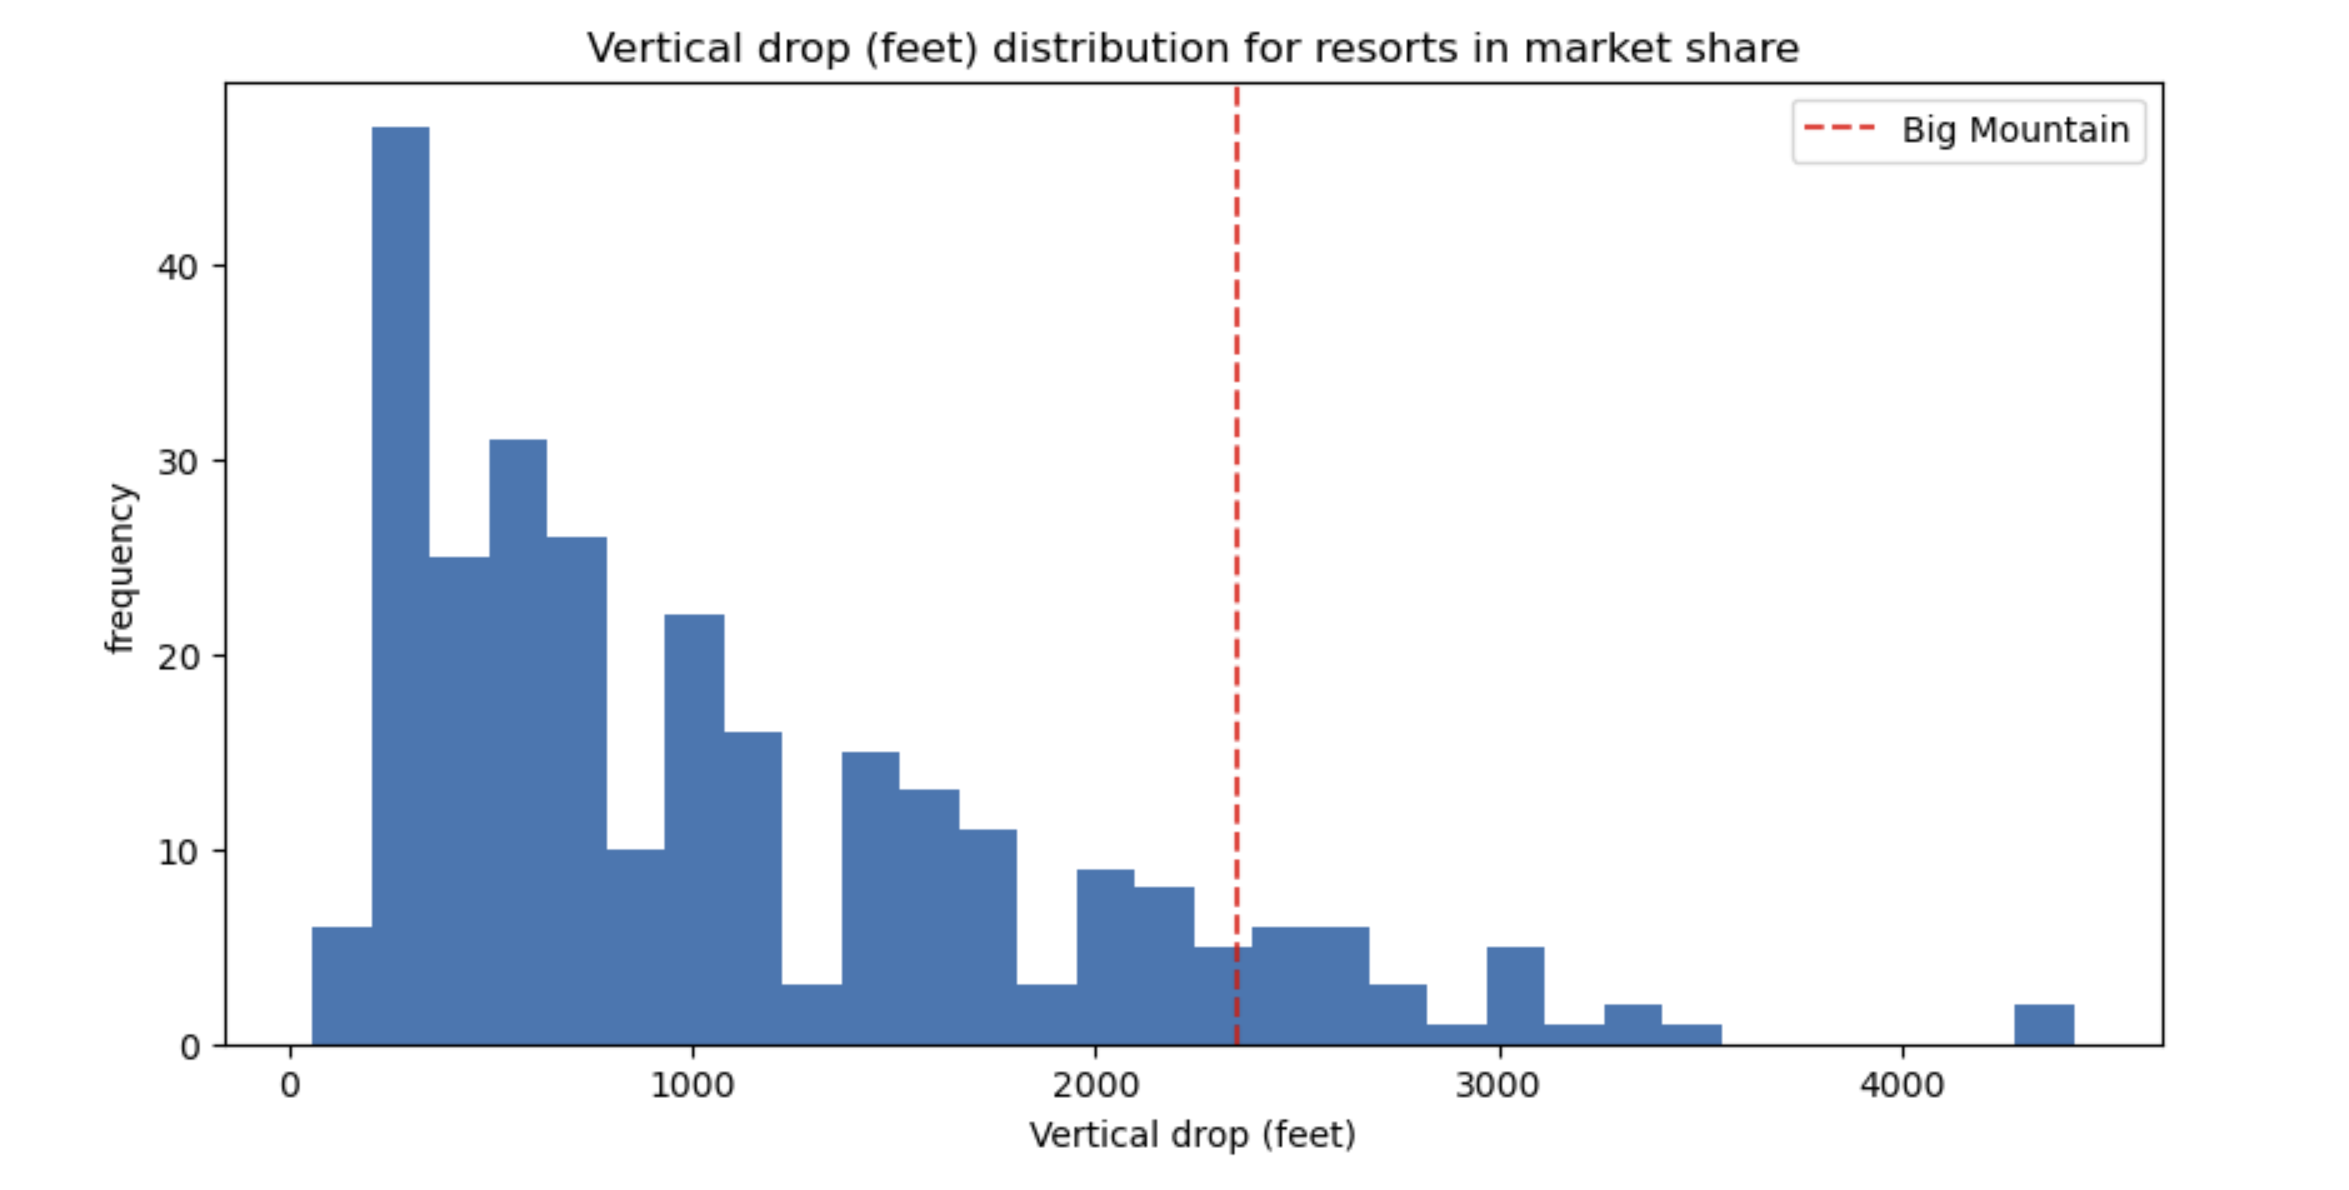 Vertical drop (feet) distribution for resorts in market share
Big Mountain
40
30
20
10
0
frequency
0 1000 2000 3000 4000
Vertical drop (feet)